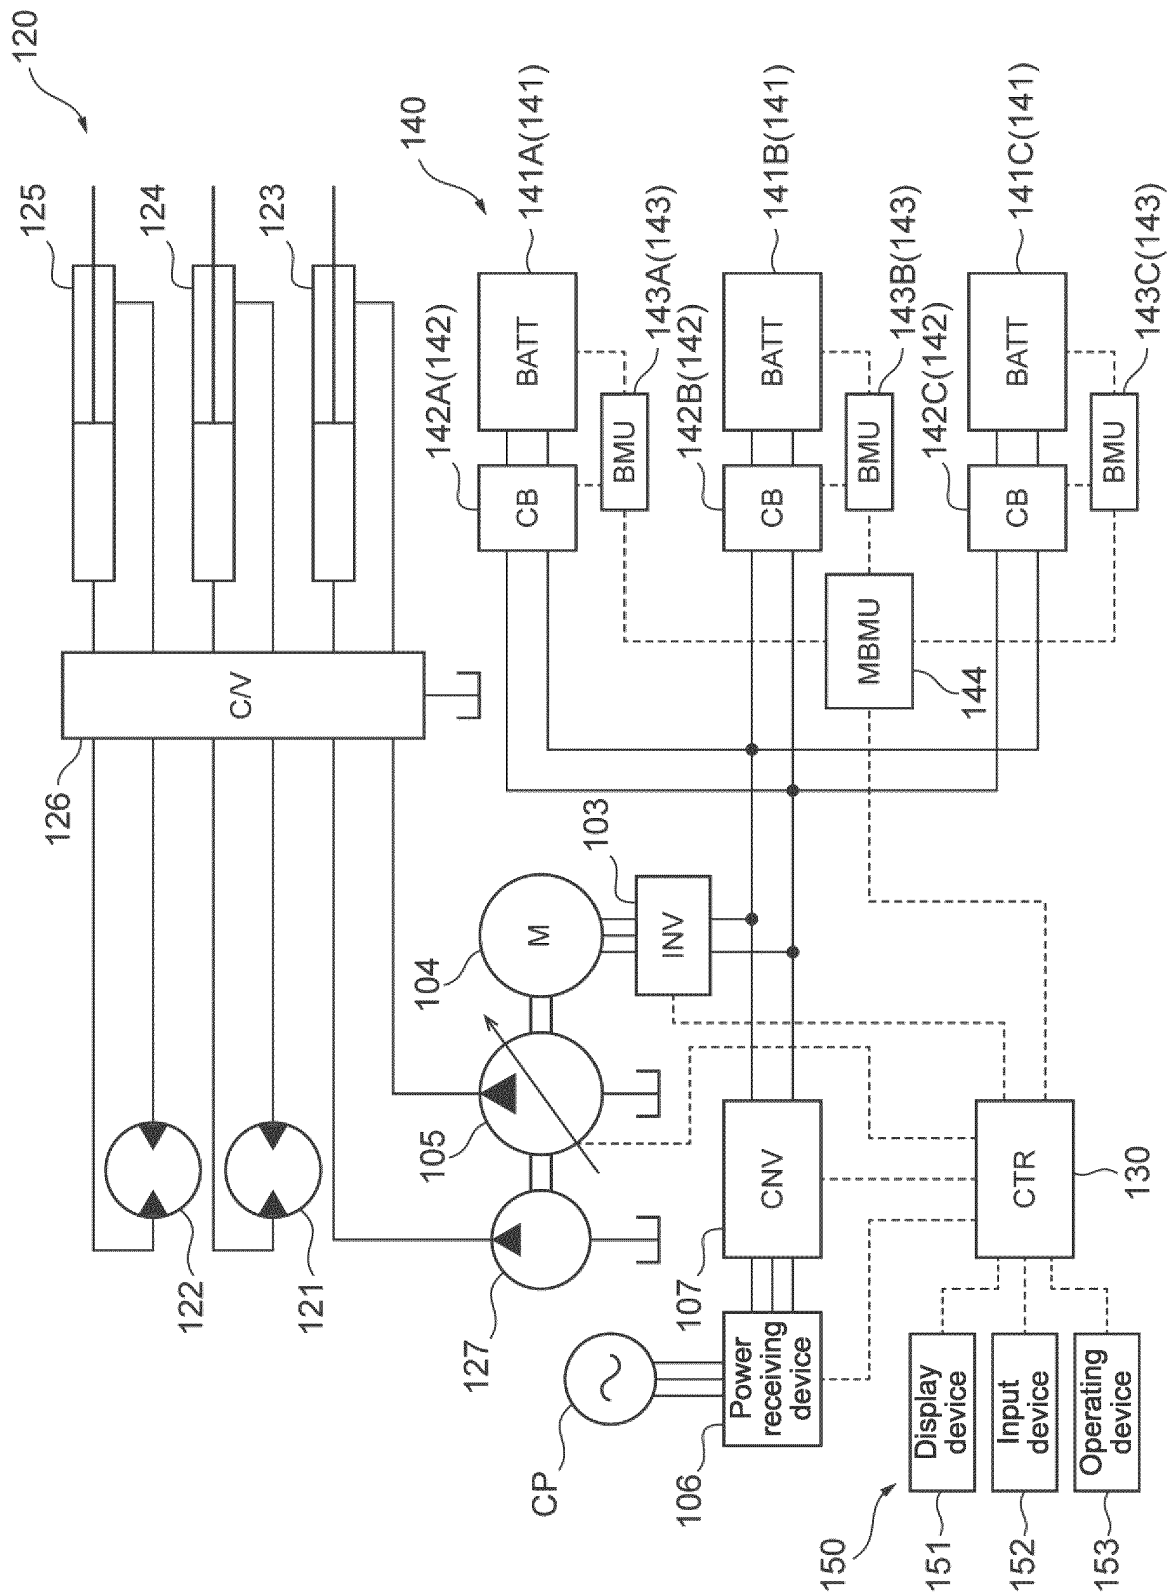 120
125
124
123
C/V
126
122
121
140
141A(141)
BATT
142A(142)
CB
143A(143)
BMU
141B(141)
BATT
142B(142)
CB
143B(143)
BMU
141C(141)
BATT
142C(142)
CB
143C(143)
BMU
MBMU
144
103
INV
104
M
105
127
107
CNV
CP
106
Power
receiving
device
CTR
130
150
Display
device
151
Input
device
152
Operating
device
153